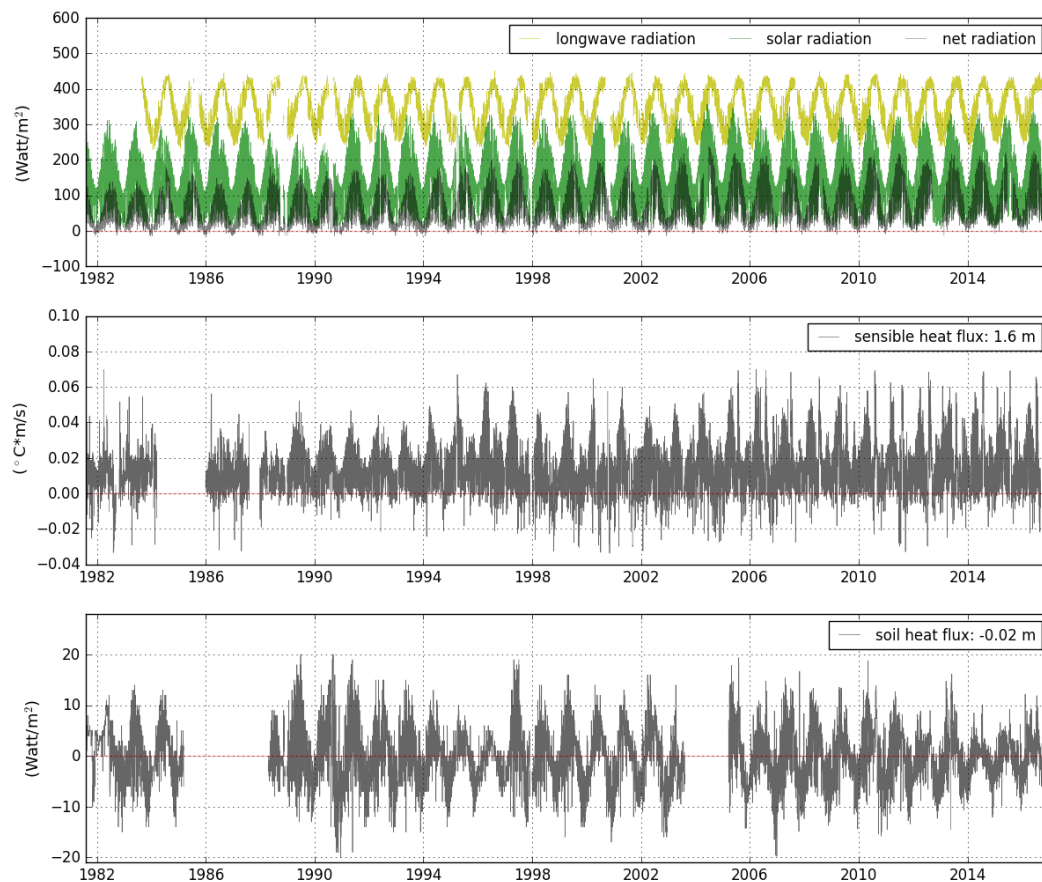 600
500
400
300
200
100
0
−100
(Watt/m²)
longwave radiation solar radiation net radiation
1982 1986 1990 1994 1998 2002 2006 2010 2014
0.10
0.08
0.06
0.04
0.02
0.00
−0.02
−0.04
(°C*m/s)
sensible heat flux: 1.6 m
1982 1986 1990 1994 1998 2002 2006 2010 2014
20
10
0
−10
−20
(Watt/m²)
soil heat flux: -0.02 m
1982 1986 1990 1994 1998 2002 2006 2010 2014